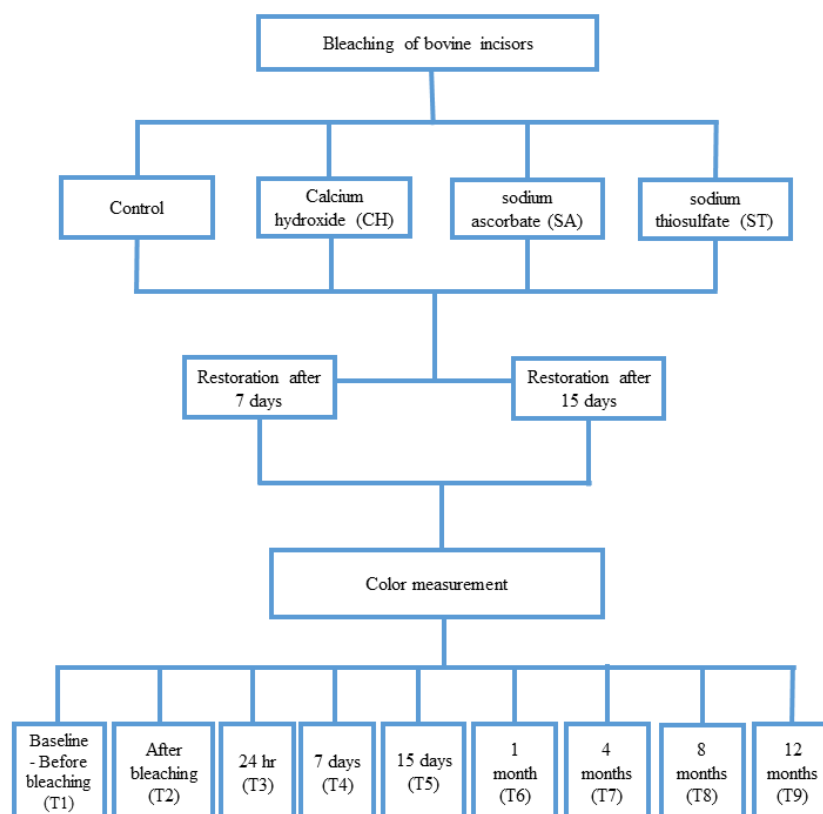 Bleaching of bovine incisors
Control
Calcium
hydroxide (CH)
sodium
ascorbate (SA)
sodium
thiosulfate (ST)
Restoration after
7 days
Restoration after
15 days
Color measurement
Baseline
- Before
bleaching
(T1)
After
bleaching
(T2)
24 hr
(T3)
7 days
(T4)
15 days
(T5)
1
month
(T6)
4
months
(T7)
8
months
(T8)
12
months
(T9)